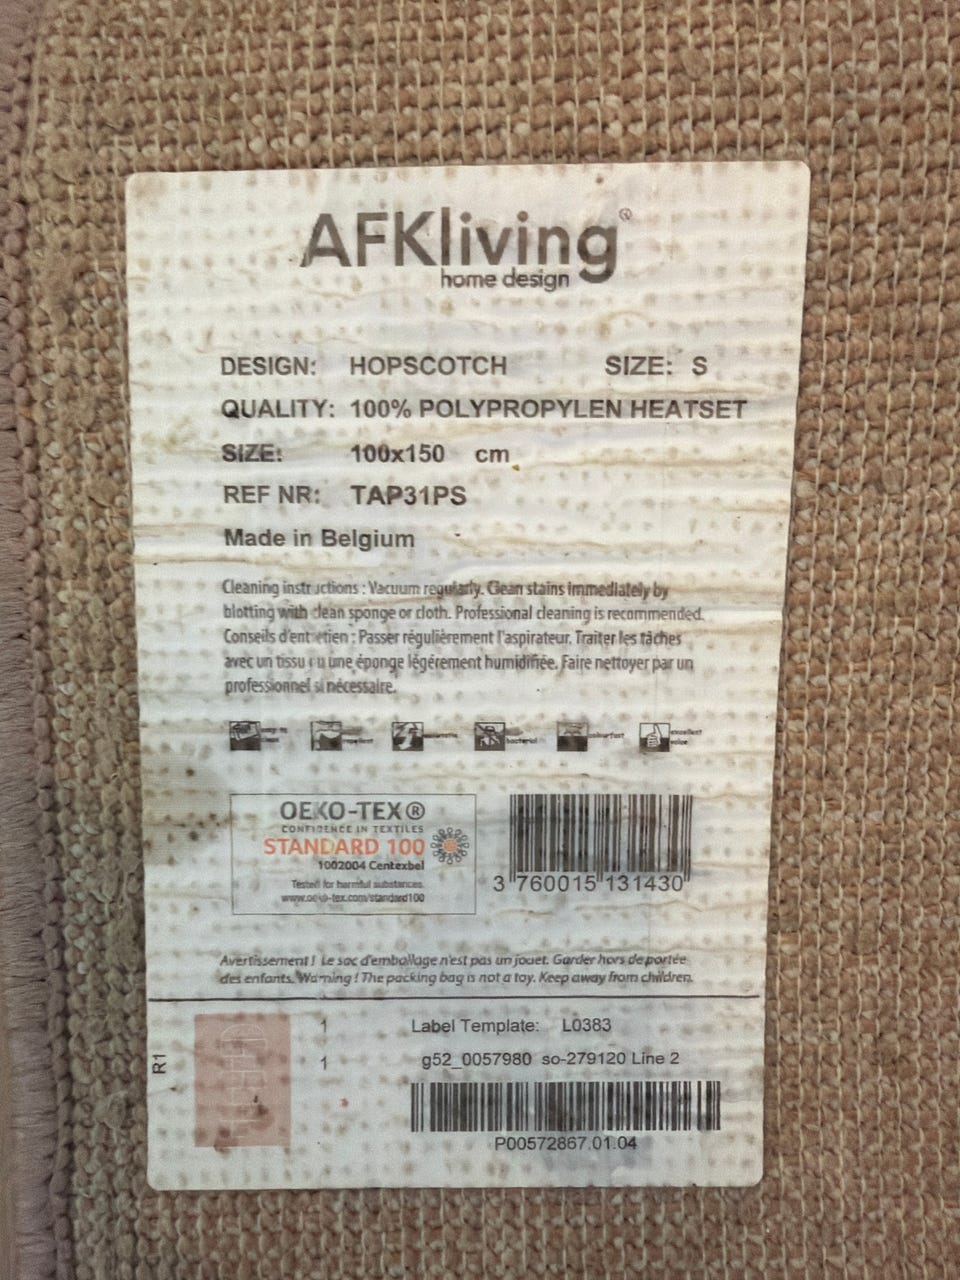 AFKliving®
home design
DESIGN: HOPSCOTCH SIZE: S
QUALITY: 100% POLYPROPYLEN HEATSET
SIZE: 100x150 cm
REF NR: TAP31PS
Made in Belgium
Cleaning instructions : Vacuum regularly. Clean stains immediately by
blotting with clean sponge or cloth. Professional cleaning is recommended.
Conseils d'entretien : Passer régulièrement l'aspirateur. Traiter les tâches
avec un tissu ou une éponge légérement humidifiée. Faire nettoyer par un
professionnel si nécessaire.
repellent
bacterial
colourfast
excellent
value
OEKO-TEX®
CONFIDENCE IN TEXTILES
STANDARD 100
1002004 Centexbel
Tested for harmful substances.
www.oeko-tex.com/standard100
3 760015 131430
Avertissement ! Le sac d'emballage n'est pas un jouet. Garder hors de portée
des enfants. Warning ! The packing bag is not a toy. Keep away from children.
R1
1
1
Label Template: L0383
g52_0057980 so-279120 Line 2
P00572867.01.04